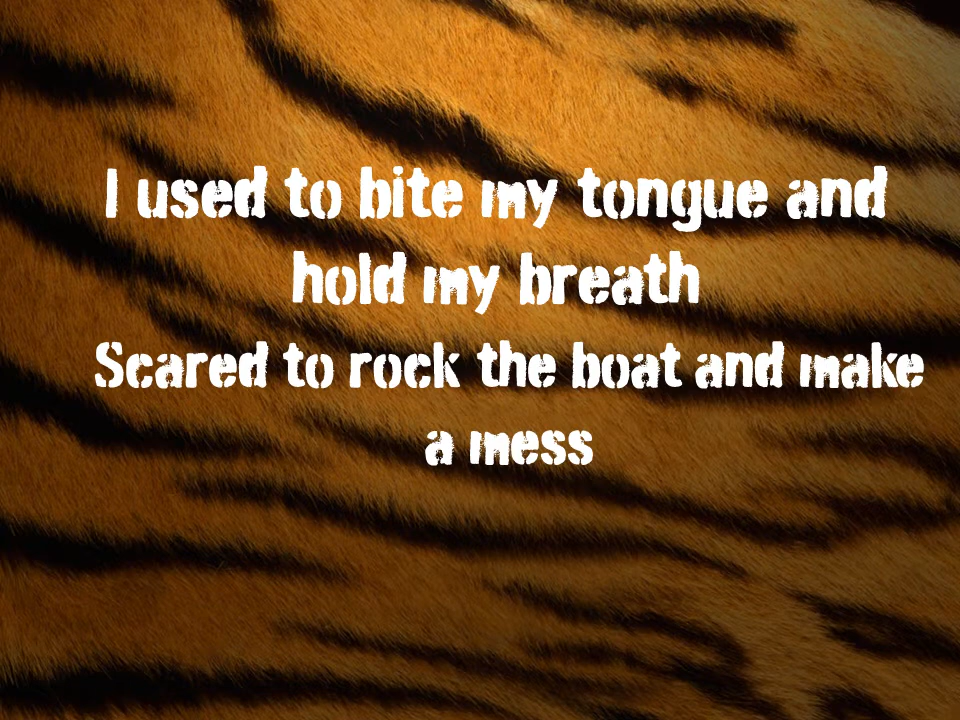 I used to bite my tongue and
hold my breath
Scared to rock the boat and make
a mess